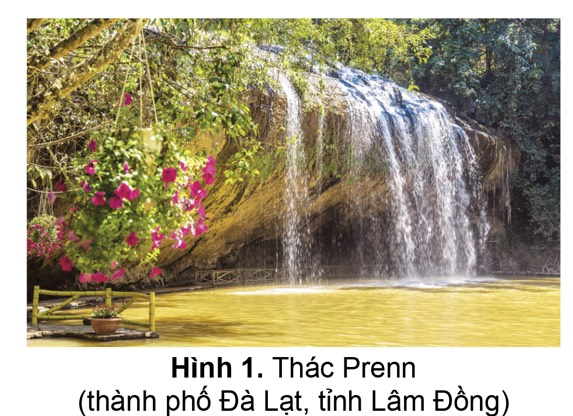 Hình 1. Thác Prenn
(thành phố Đà Lạt, tỉnh Lâm Đồng)